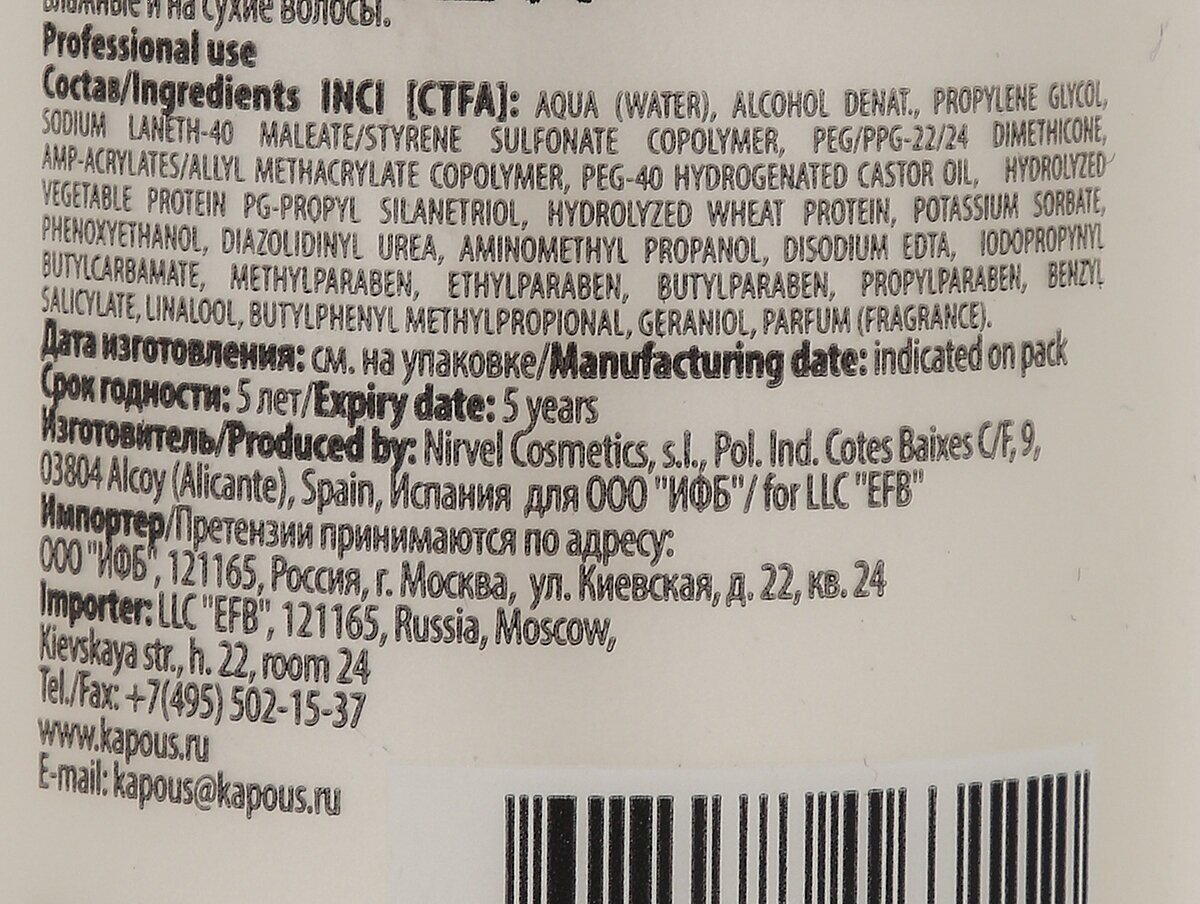 влажные и на сухие волосы.
Professional use
Состав/Ingredients INCI [CTFA]: AQUA (WATER), ALCOHOL DENAT., PROPYLENE GLYCOL,
SODIUM LANETH-40 MALEATE/STYRENE SULFONATE COPOLYMER, PEG/PPG-22/24 DIMETHICONE,
AMP-ACRYLATES/ALLYL METHACRYLATE COPOLYMER, PEG-40 HYDROGENATED CASTOR OIL, HYDROLYZED
VEGETABLE PROTEIN PG-PROPYL SILANETRIOL, HYDROLYZED WHEAT PROTEIN, POTASSIUM SORBATE,
PHENOXYETHANOL, DIAZOLIDINYL UREA, AMINOMETHYL PROPANOL, DISODIUM EDTA, IODOPROPYNYL
BUTYLCARBAMATE, METHYLPARABEN, ETHYLPARABEN, BUTYLPARABEN, PROPYLPARABEN, BENZYL
SALICYLATE, LINALOOL, BUTYLPHENYL METHYLPROPIONAL, GERANIOL, PARFUM (FRAGRANCE).
Дата изготовления: см. на упаковке/Manufacturing date: indicated on pack
Срок годности: 5 лет/Expiry date: 5 years
Изготовитель/Produced by: Nirvel Cosmetics, s.l., Pol. Ind. Cotes Baixes C/F, 9,
03804 Alcoy (Alicante), Spain, Испания для ООО "ИФБ"/ for LLC "EFB"
Импортер/Претензии принимаются по адресу:
ООО "ИФБ", 121165, Россия, г. Москва, ул. Киевская, д. 22, кв. 24
Importer: LLC "EFB", 121165, Russia, Moscow,
Kievskaya str., h. 22, room 24
Tel./Fax: +7(495) 502-15-37
www.kapous.ru
E-mail: kapous@kapous.ru